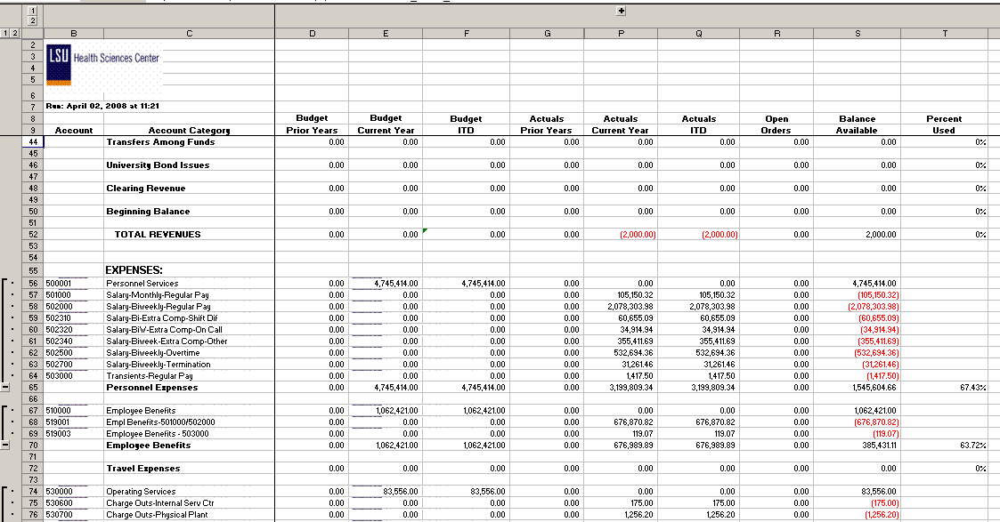 1
2
1 2 B C D E F G P Q R S T
2
3 LSU Health Sciences Center
4
5
6
7 Run: April 02, 2008 at 11:21
8 Budget Budget Budget Actuals Actuals Actuals Open Balance Percent
9 Account Account Category Prior Years Current Year ITD Prior Years Current Year ITD Orders Available Used
44 Transfers Among Funds 0.00 0.00 0.00 0.00 0.00 0.00 0.00 0.00 0%
45
46 University Bond Issues 0.00 0.00 0.00 0.00 0.00 0.00 0.00 0.00 0%
47
48 Clearing Revenue 0.00 0.00 0.00 0.00 0.00 0.00 0.00 0.00 0%
49
50 Beginning Balance 0.00 0.00 0.00 0.00 0.00 0.00 0.00 0.00 0%
51
52 TOTAL REVENUES 0.00 0.00 0.00 0.00 (2,000.00) (2,000.00) 0.00 2,000.00 0%
53
54
55 EXPENSES:
56 500001 Personnel Services 0.00 4,745,414.00 4,745,414.00 0.00 0.00 0.00 0.00 4,745,414.00
57 501000 Salary-Monthly-Regular Pay 0.00 0.00 0.00 0.00 105,150.32 105,150.32 0.00 (105,150.32)
58 502000 Salary-Biweekly-Regular Pay 0.00 0.00 0.00 0.00 2,078,303.98 2,078,303.98 0.00 (2,078,303.98)
59 502310 Salary-Bi-Extra Comp-Shift Dif 0.00 0.00 0.00 0.00 60,655.09 60,655.09 0.00 (60,655.09)
60 502320 Salary-BiW-Extra Comp-On Call 0.00 0.00 0.00 0.00 34,914.94 34,914.94 0.00 (34,914.94)
61 502340 Salary-Biweek-Extra Comp-Other 0.00 0.00 0.00 0.00 355,411.69 355,411.69 0.00 (355,411.69)
62 502500 Salary-Biweekly-Overtime 0.00 0.00 0.00 0.00 532,694.36 532,694.36 0.00 (532,694.36)
63 502700 Salary-Biweekly-Termination 0.00 0.00 0.00 0.00 31,261.46 31,261.46 0.00 (31,261.46)
64 503000 Transients-Regular Pay 0.00 0.00 0.00 0.00 1,417.50 1,417.50 0.00 (1,417.50)
65 Personnel Expenses 0.00 4,745,414.00 4,745,414.00 0.00 3,199,809.34 3,199,809.34 0.00 1,545,604.66 67.43%
66
67 510000 Employee Benefits 0.00 1,062,421.00 1,062,421.00 0.00 0.00 0.00 0.00 1,062,421.00
68 519001 Empl Benefits-501000/502000 0.00 0.00 0.00 0.00 676,870.82 676,870.82 0.00 (676,870.82)
69 519003 Employee Benefits - 503000 0.00 0.00 0.00 0.00 119.07 119.07 0.00 (119.07)
70 Employee Benefits 0.00 1,062,421.00 1,062,421.00 0.00 676,989.89 676,989.89 0.00 385,431.11 63.72%
71
72 Travel Expenses 0.00 0.00 0.00 0.00 0.00 0.00 0.00 0.00 0%
73
74 530000 Operating Services 0.00 83,556.00 83,556.00 0.00 0.00 0.00 0.00 83,556.00
75 530600 Charge Outs-Internal Serv Ctr 0.00 0.00 0.00 0.00 175.00 175.00 0.00 (175.00)
76 530700 Charge Outs-Physical Plant 0.00 0.00 0.00 0.00 1,256.20 1,256.20 0.00 (1,256.20)